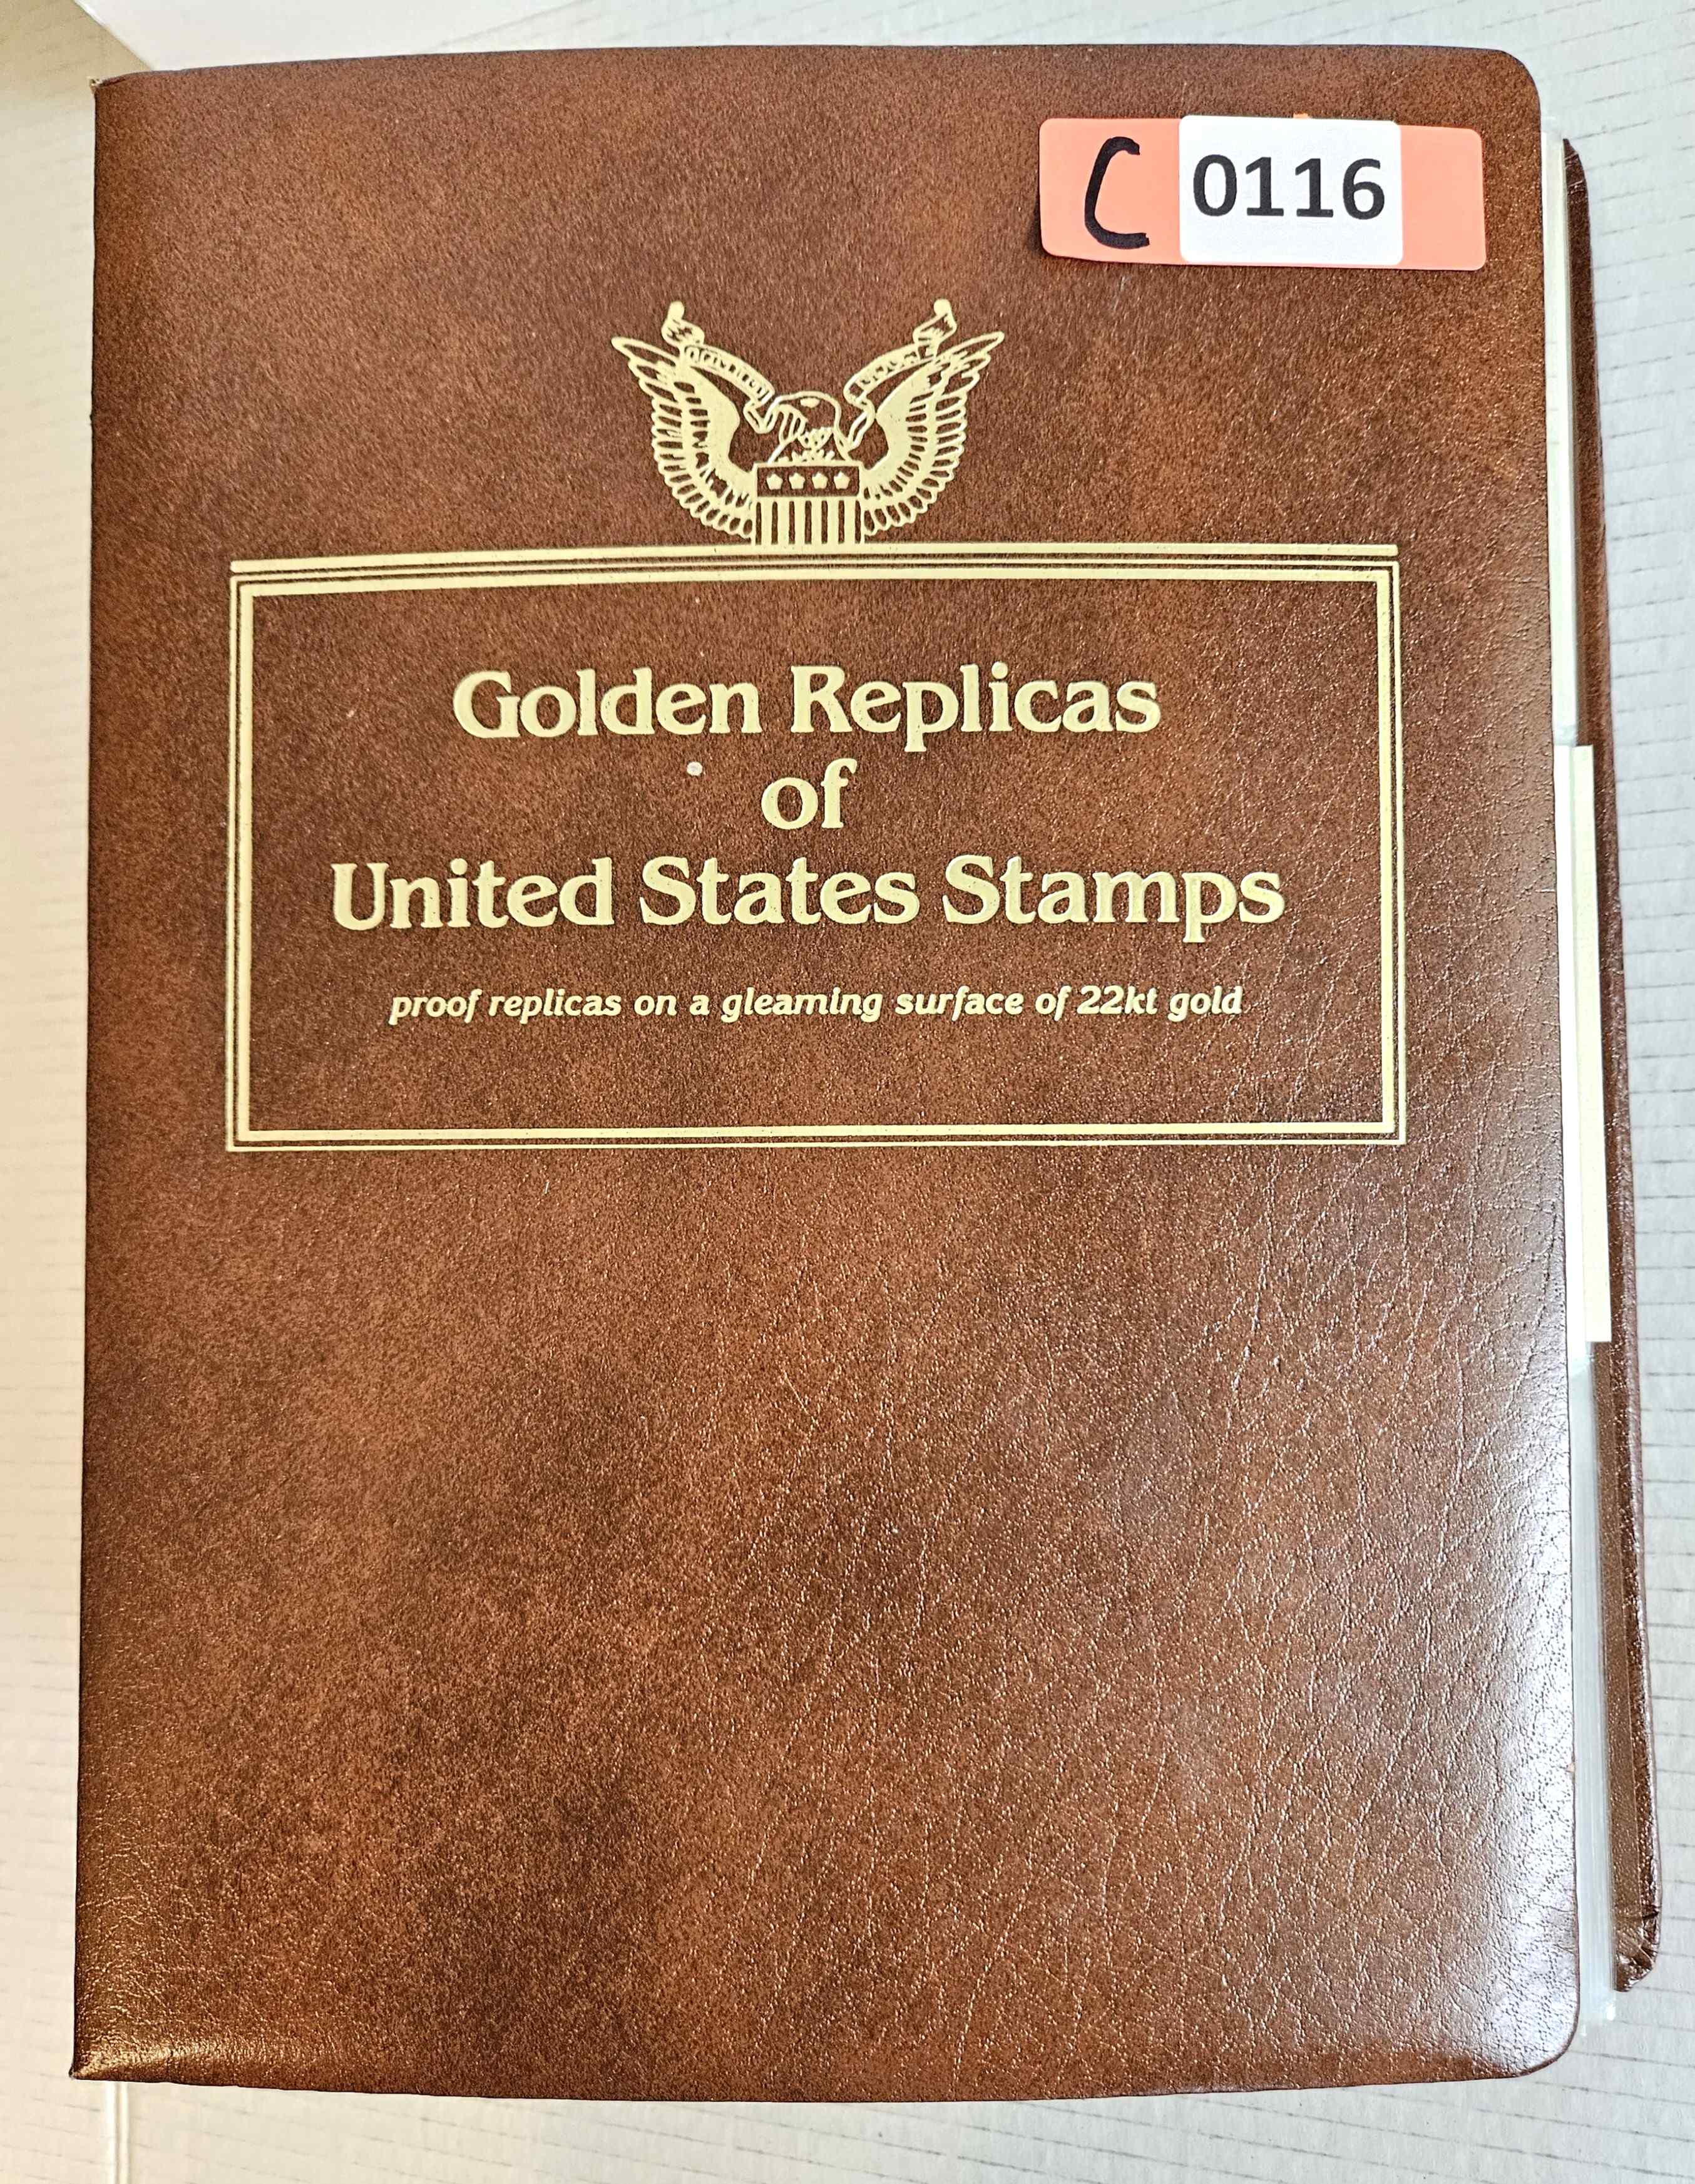 C 0116
Golden Replicas
of
United States Stamps
proof replicas on a gleaming surface of 22kt gold